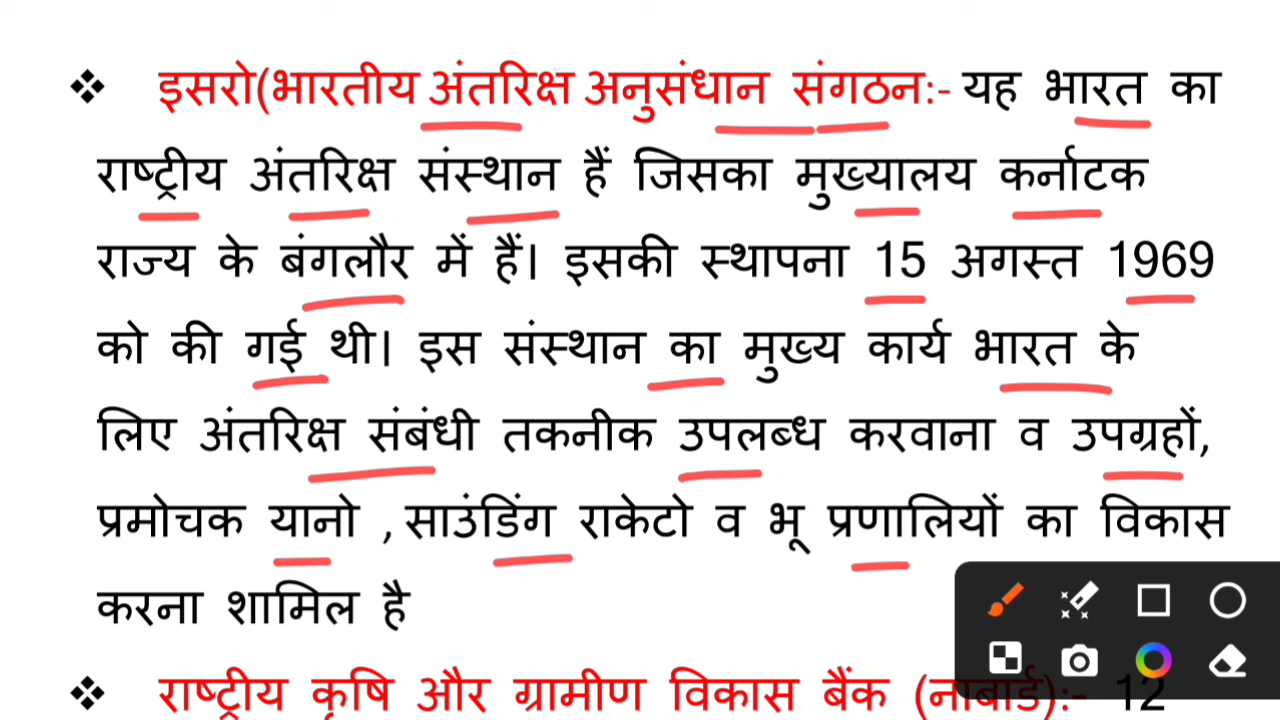 ❖ इसरो(भारतीय अंतरिक्ष अनुसंधान संगठन:- यह भारत का
राष्ट्रीय अंतरिक्ष संस्थान हैं जिसका मुख्यालय कर्नाटक
राज्य के बंगलौर में हैं। इसकी स्थापना 15 अगस्त 1969
को की गई थी। इस संस्थान का मुख्य कार्य भारत के
लिए अंतरिक्ष संबंधी तकनीक उपलब्ध करवाना व उपग्रहों,
प्रमोचक यानो , साउंडिंग राकेटो व भू प्रणालियों का विकास
करना शामिल है
❖ राष्ट्रीय कृषि और ग्रामीण विकास बैंक (नाबार्ड):- 12